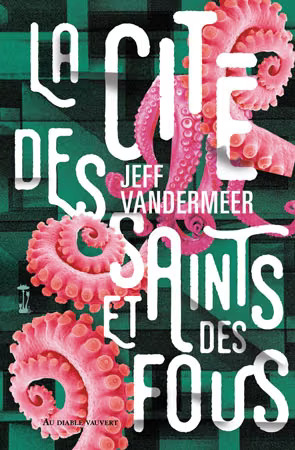 LA
CITÉ
DES
JEFF
VANDERMEER
SAINTS
ET
DES
FOUS
AU DIABLE VAUVERT